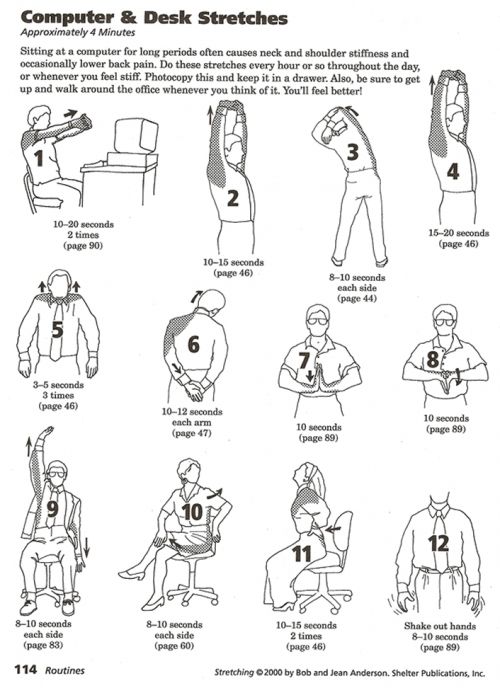 Computer & Desk Stretches
Approximately 4 Minutes
Sitting at a computer for long periods often causes neck and shoulder stiffness and
occasionally lower back pain. Do these stretches every hour or so throughout the day,
or whenever you feel stiff. Photocopy this and keep it in a drawer. Also, be sure to get
up and walk around the office whenever you think of it. You'll feel better!
1
10–20 seconds
2 times
(page 90)
2
10–15 seconds
(page 46)
3
8–10 seconds
each side
(page 44)
4
15–20 seconds
(page 46)
5
3–5 seconds
3 times
(page 46)
6
10–12 seconds
each arm
(page 47)
7
10 seconds
(page 89)
8
10 seconds
(page 89)
9
8–10 seconds
each side
(page 83)
10
8–10 seconds
each side
(page 60)
11
10–15 seconds
2 times
(page 46)
12
Shake out hands
8–10 seconds
(page 89)
114 Routines
Stretching ©2000 by Bob and Jean Anderson. Shelter Publications, Inc.